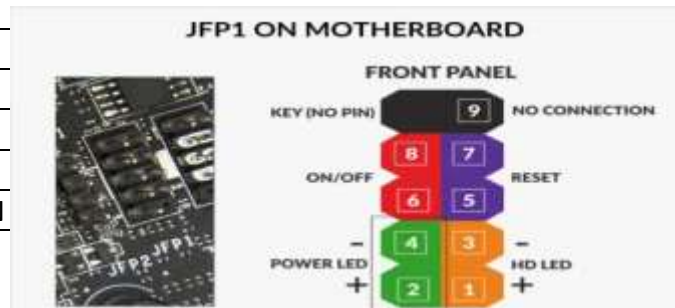 JFP1 ON MOTHERBOARD
FRONT PANEL
KEY (NO PIN) 9 NO CONNECTION
8 7
ON/OFF RESET
6 5
- 4 3 -
POWER LED HD LED
+ 2 1 +
JFP2 JFP1